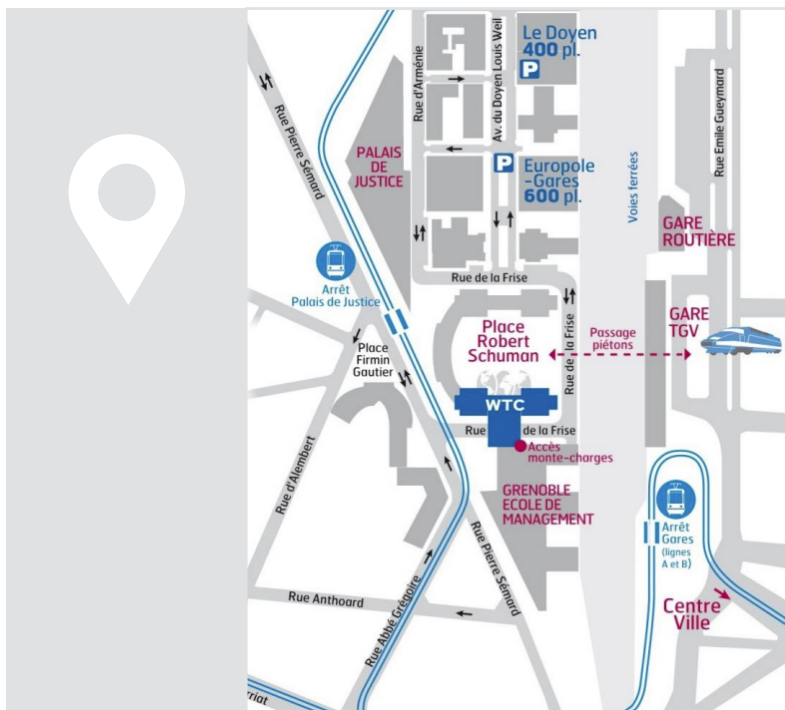 Le Doyen
400 pl.
P
Rue d'Arménie
Av. du Doyen Louis Weil
Rue Emile Gueymard
Rue Pierre Sémard
PALAIS
DE
JUSTICE
P
Europole
-Gares
600 pl.
Voies ferrées
GARE
ROUTIÈRE
Rue de la Frise
Arrêt
Palais de Justice
Place
Robert
Schuman
Rue de la Frise
Passage
piétons
GARE
TGV
Place
Firmin
Gautier
WTC
Rue de la Frise
Accès
monte-charges
Rue d'Alembert
GRENOBLE
ECOLE DE
MANAGEMENT
Arrêt
Gares
(lignes
A et B)
Rue Pierre Sémard
Rue Anthoard
Rue Abbé Grégoire
Centre
Ville
rriat